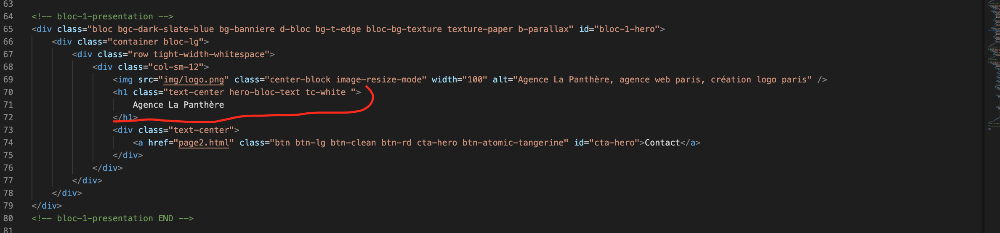 63
64 <!-- bloc-1-presentation -->
65 <div class="bloc bgc-dark-slate-blue bg-banniere d-bloc bg-t-edge bloc-bg-texture texture-paper b-parallax" id="bloc-1-hero">
66 <div class="container bloc-lg">
67 <div class="row tight-width-whitespace">
68 <div class="col-sm-12">
69 <img src="img/logo.png" class="center-block image-resize-mode" width="100" alt="Agence La Panthère, agence web paris, création logo paris" />
70 <h1 class="text-center hero-bloc-text tc-white ">
71 Agence La Panthère
72 </h1>
73 <div class="text-center">
74 <a href="page2.html" class="btn btn-lg btn-clean btn-rd cta-hero btn-atomic-tangerine" id="cta-hero">Contact</a>
75 </div>
76 </div>
77 </div>
78 </div>
79 </div>
80 <!-- bloc-1-presentation END -->
81